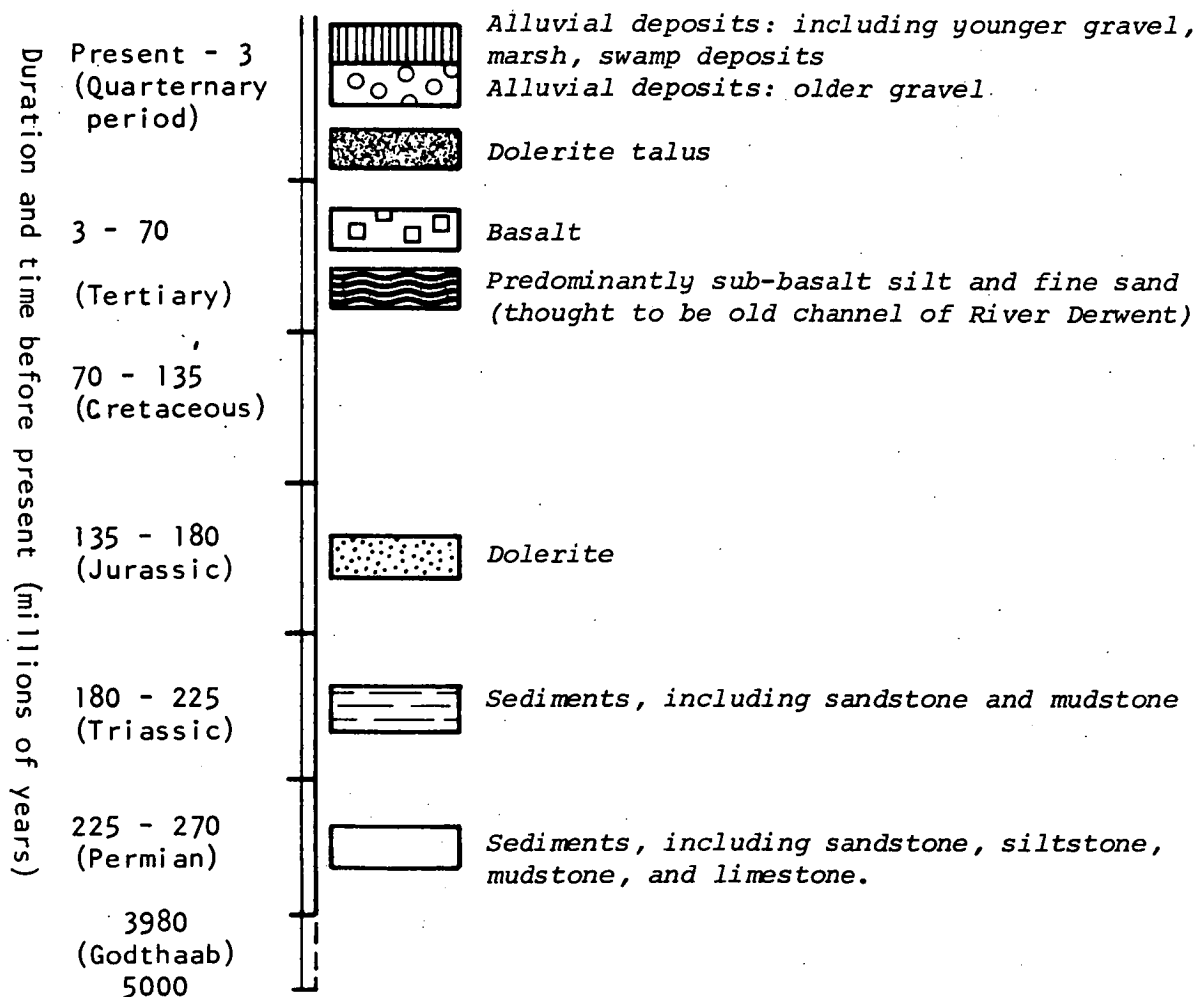 Duration and time before present (millions of years)
Present - 3
(Quarternary
period)
Alluvial deposits: including younger gravel,
marsh, swamp deposits
Alluvial deposits: older gravel.
Dolerite talus
3 - 70
(Tertiary)
Basalt
Predominantly sub-basalt silt and fine sand
(thought to be old channel of River Derwent)
70 - 135
(Cretaceous)
135 - 180
(Jurassic)
Dolerite
180 - 225
(Triassic)
Sediments, including sandstone and mudstone
225 - 270
(Permian)
Sediments, including sandstone, siltstone,
mudstone, and limestone.
3980
(Godthaab)
5000